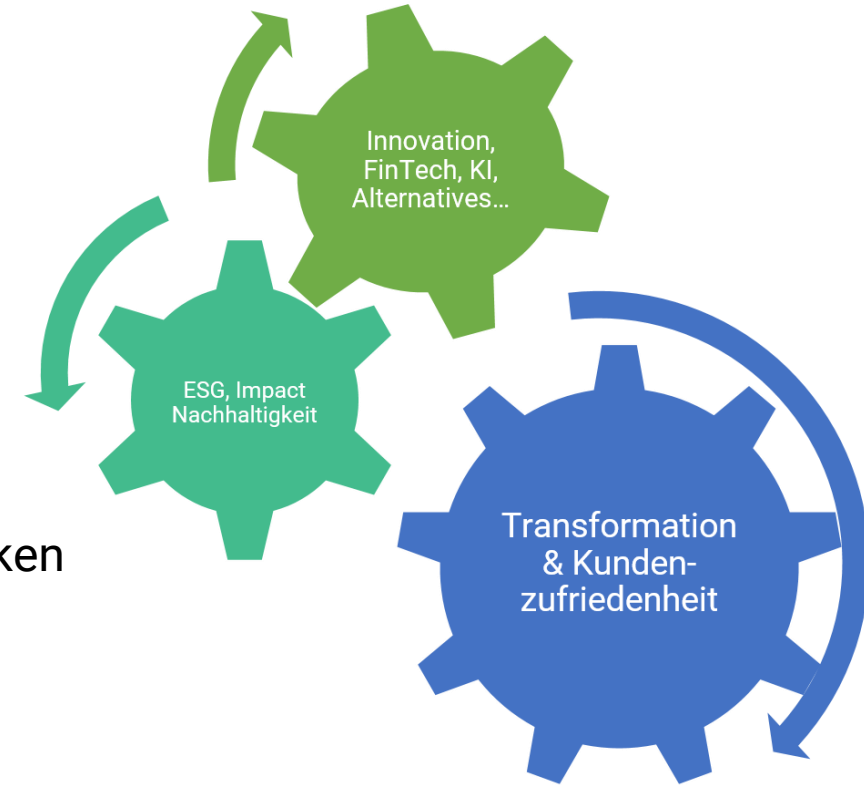 Innovation,
FinTech, KI,
Alternatives…
ESG, Impact
Nachhaltigkeit
ken
Transformation
& Kunden-
zufriedenheit